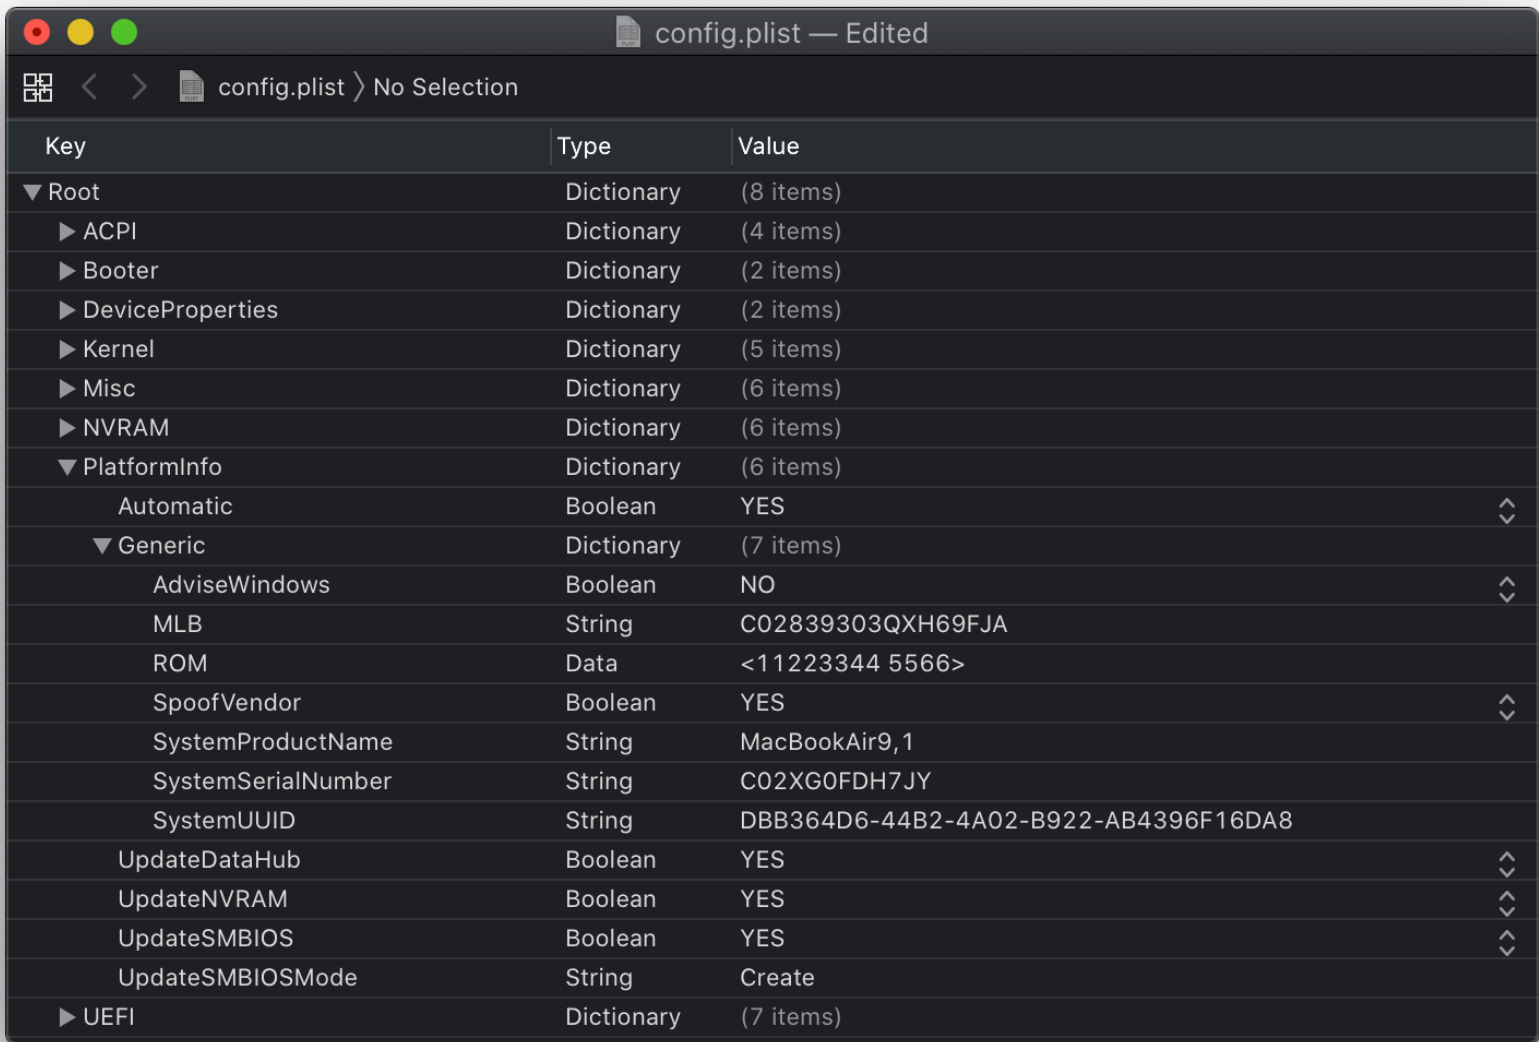 config.plist — Edited
config.plist 〉 No Selection
Key Type Value
Root Dictionary (8 items)
ACPI Dictionary (4 items)
Booter Dictionary (2 items)
DeviceProperties Dictionary (2 items)
Kernel Dictionary (5 items)
Misc Dictionary (6 items)
NVRAM Dictionary (6 items)
PlatformInfo Dictionary (6 items)
Automatic Boolean YES
Generic Dictionary (7 items)
AdviseWindows Boolean NO
MLB String C02839303QXH69FJA
ROM Data <11223344 5566>
SpoofVendor Boolean YES
SystemProductName String MacBookAir9,1
SystemSerialNumber String C02XG0FDH7JY
SystemUUID String DBB364D6-44B2-4A02-B922-AB4396F16DA8
UpdateDataHub Boolean YES
UpdateNVRAM Boolean YES
UpdateSMBIOS Boolean YES
UpdateSMBIOSMode String Create
UEFI Dictionary (7 items)